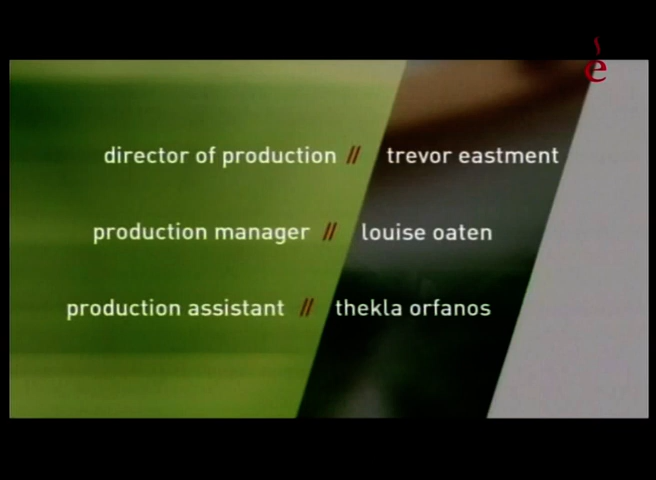 é
director of production // trevor eastment
production manager // louise oaten
production assistant // thekla orfanos